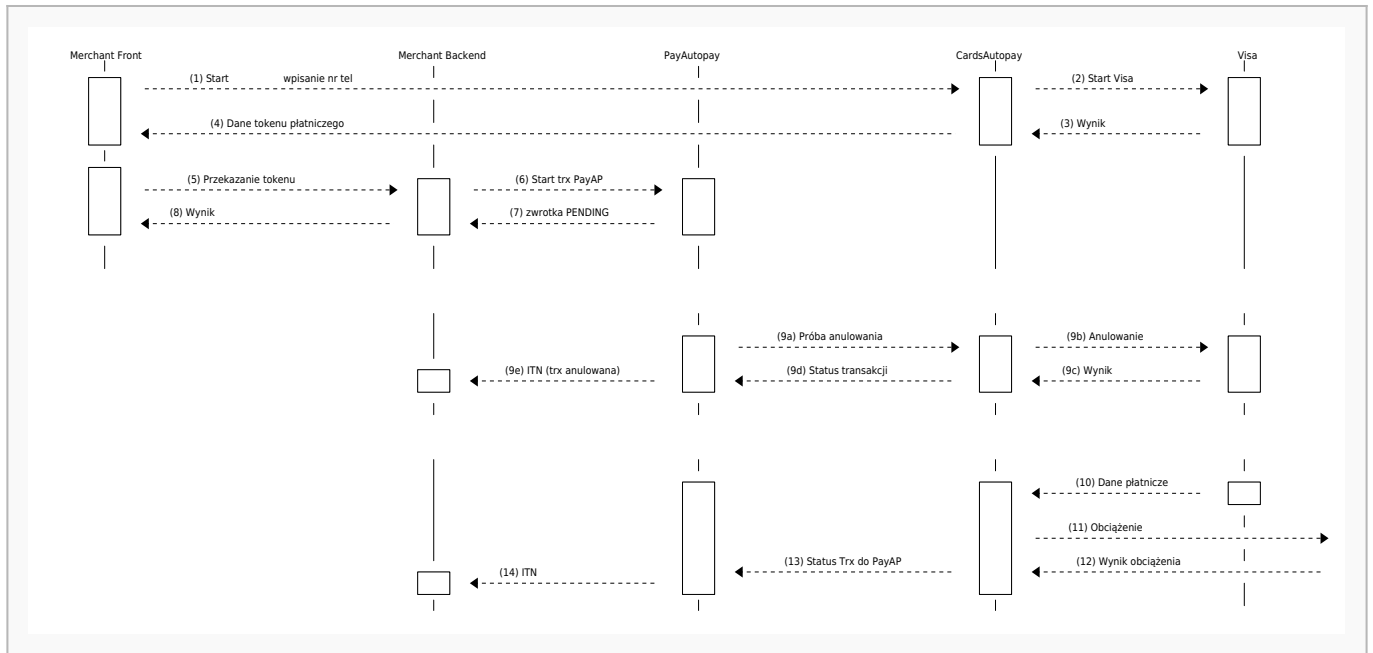 Merchant Front
Merchant Backend
PayAutopay
CardsAutopay
Visa
(1) Start wpisanie nr tel
(2) Start Visa
(4) Dane tokenu płatniczego
(3) Wynik
(5) Przekazanie tokenu
(6) Start trx PayAP
(8) Wynik
(7) zwrotka PENDING
(9a) Próba anulowania
(9b) Anulowanie
(9e) ITN (trx anulowana)
(9d) Status transakcji
(9c) Wynik
(10) Dane płatnicze
(11) Obciążenie
(14) ITN
(13) Status Trx do PayAP
(12) Wynik obciążenia